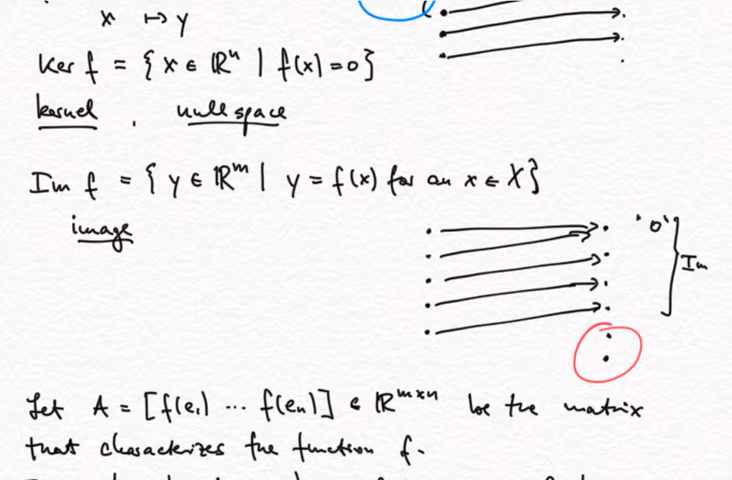 x ↦ y
Ker f = { x ∈ ℝⁿ | f(x) = 0 }
kernel , null space
Im f = { y ∈ ℝᵐ | y = f(x) for an x ∈ X }
image
'0'
Im
Let A = [f(e₁) ... f(eₙ)] ∈ ℝᵐˣⁿ be the matrix
that characterizes the function f.